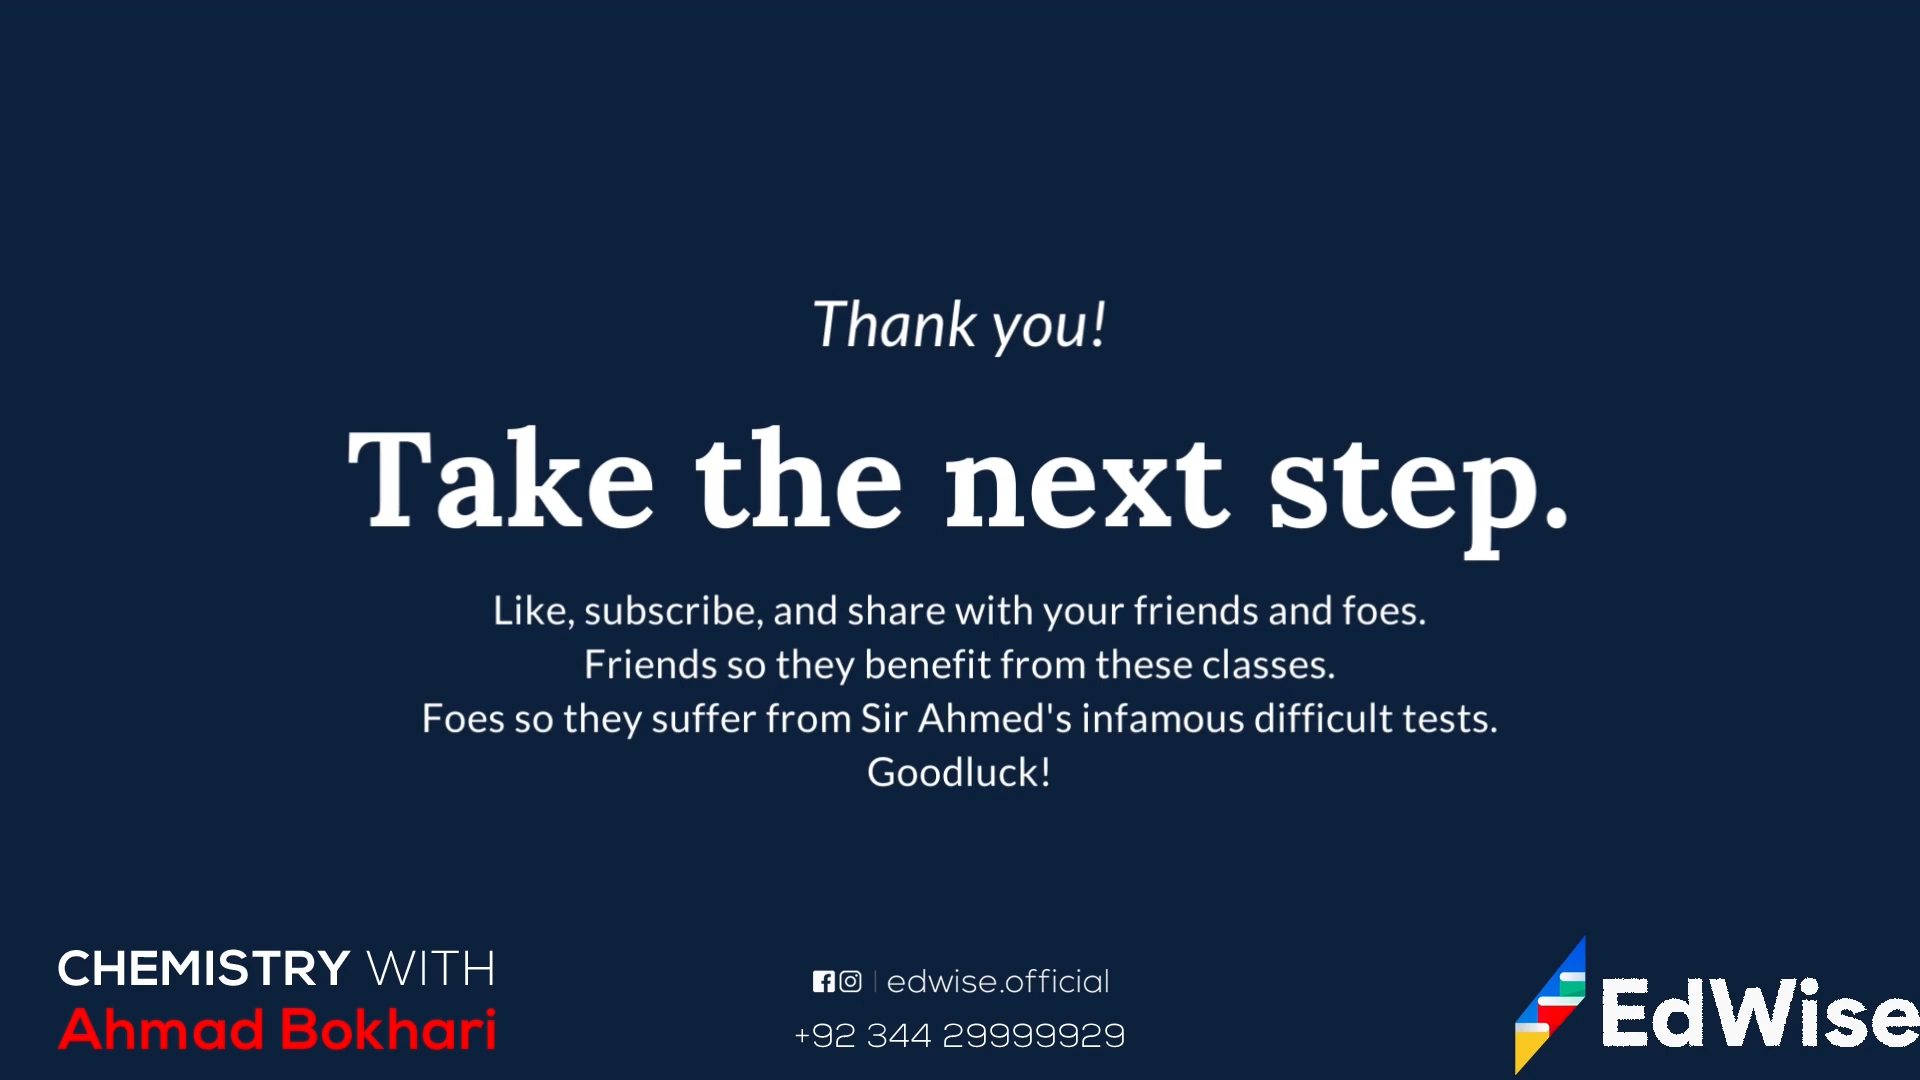 Thank you!
Take the next step.
Like, subscribe, and share with your friends and foes.
Friends so they benefit from these classes.
Foes so they suffer from Sir Ahmed's infamous difficult tests.
Goodluck!
CHEMISTRY WITH
Ahmad Bokhari
edwise.official
+92 344 29999929
EdWise